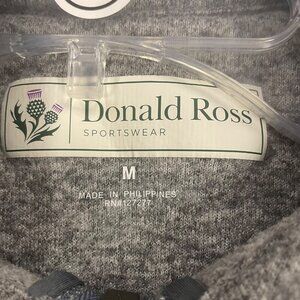 Donald Ross
SPORTSWEAR
M
MADE IN PHILIPPINES
RN#127277